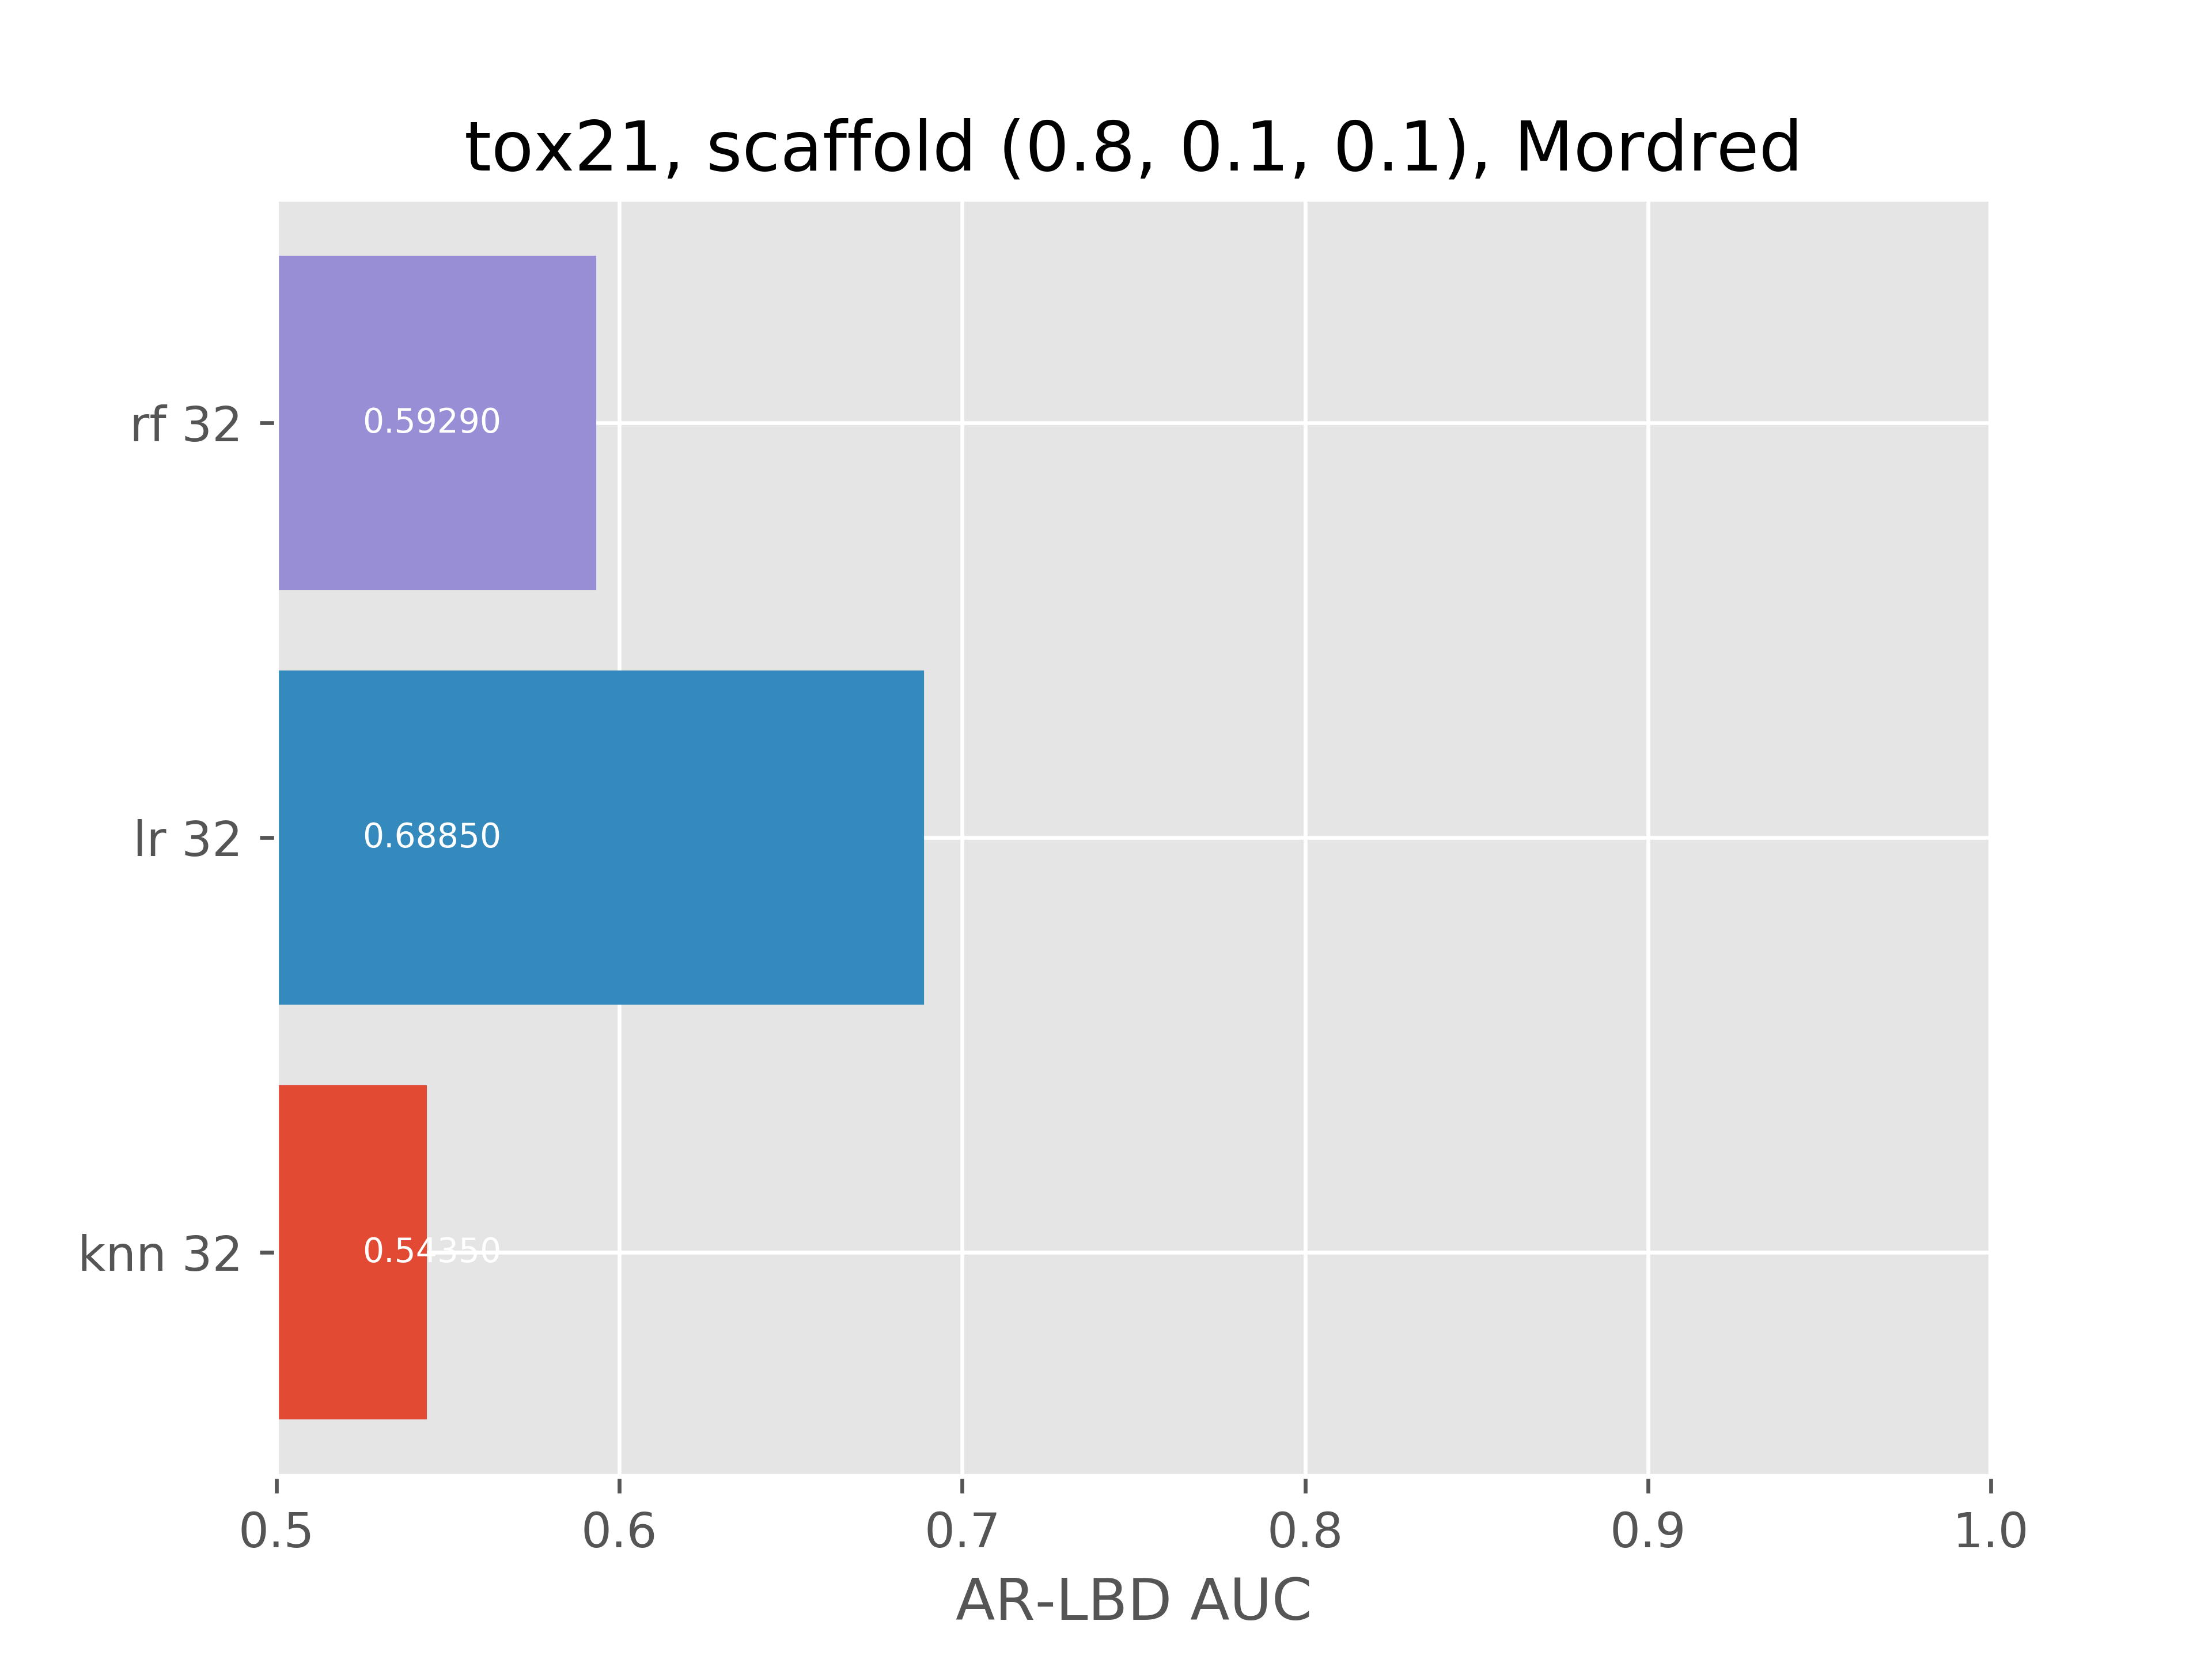 tox21, scaffold (0.8, 0.1, 0.1), Mordred
rf 32
0.59290
lr 32
0.68850
knn 32
0.54350
0.5 0.6 0.7 0.8 0.9 1.0
AR-LBD AUC